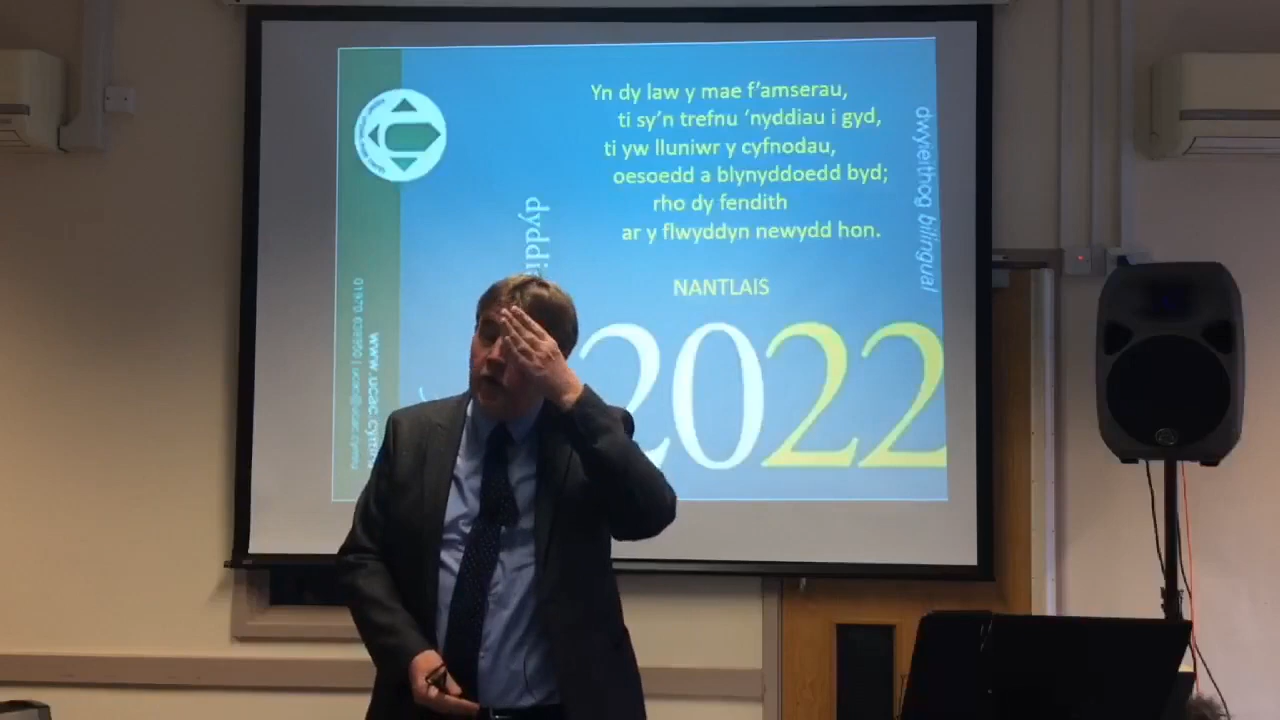 Yn dy law y mae f'amserau,
ti sy'n trefnu 'nyddiau i gyd,
ti yw lluniwr y cyfnodau,
oesoedd a blynyddoedd byd;
rho dy fendith
ar y flwyddyn newydd hon.
NANTLAIS
2022
dwyieithog bilingual
www.ucac.cymru